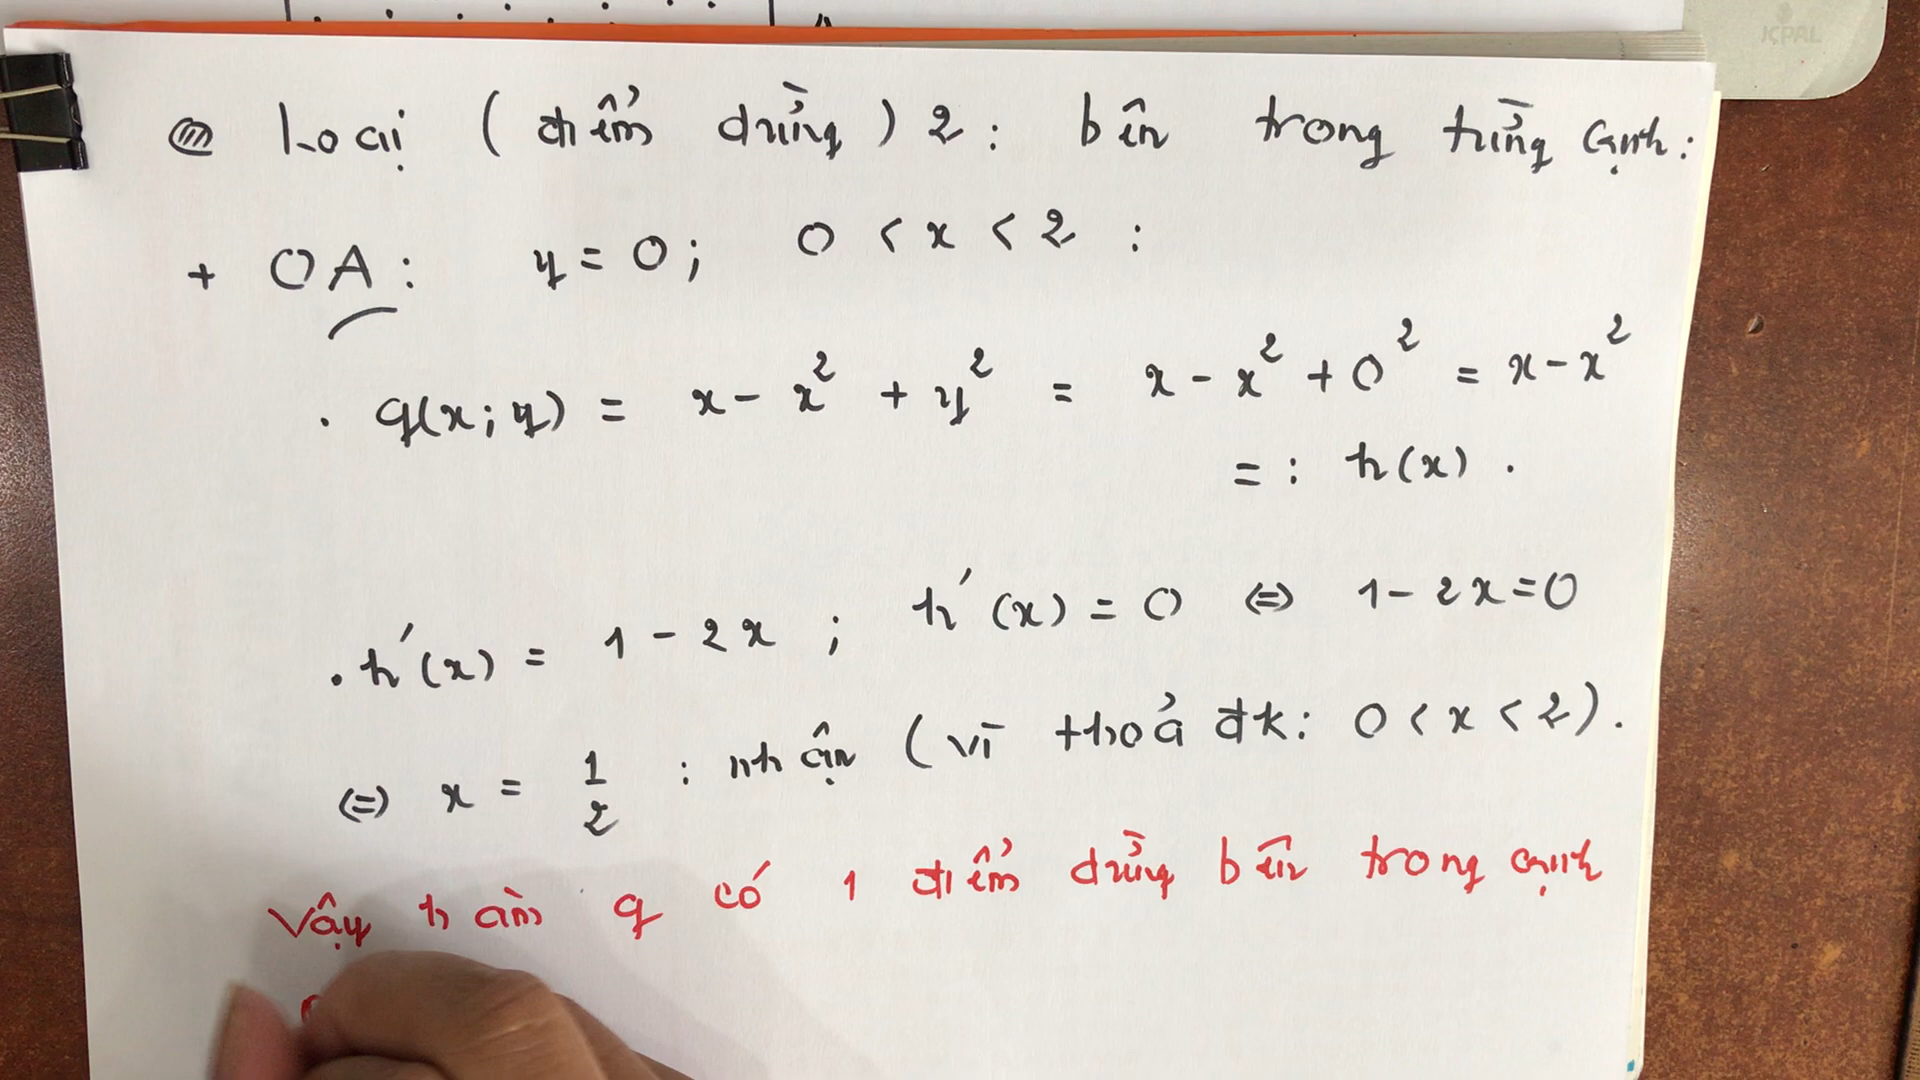 Loại (điểm dừng) 2: bên trong từng cạnh:
+ OA: y = 0; 0 < x < 2 :
. g(x; y) = x - x² + y² = x - x² + 0² = x - x²
=: h(x) .
. h'(x) = 1 - 2x ; h'(x) = 0 (=) 1 - 2x = 0
(=) x = 1/2 : nhận (vì thoả đk: 0 < x < 2).
Vậy hàm g có 1 điểm dừng bên trong cạnh
JCPAL